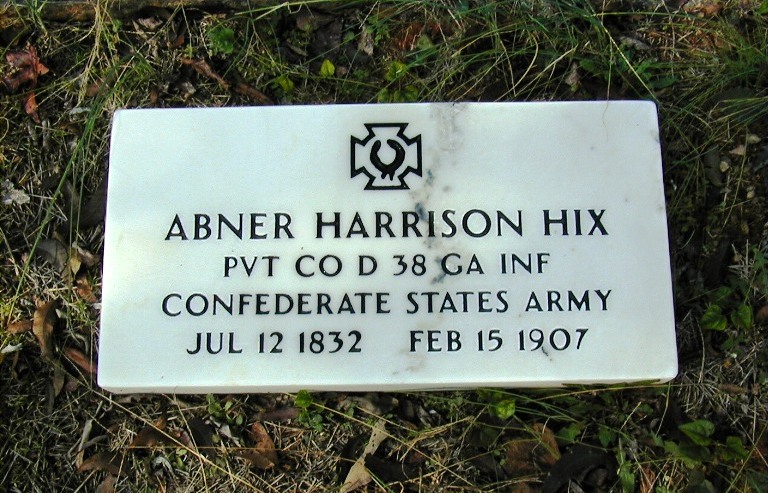 ABNER HARRISON HIX
PVT CO D 38 GA INF
CONFEDERATE STATES ARMY
JUL 12 1832 FEB 15 1907